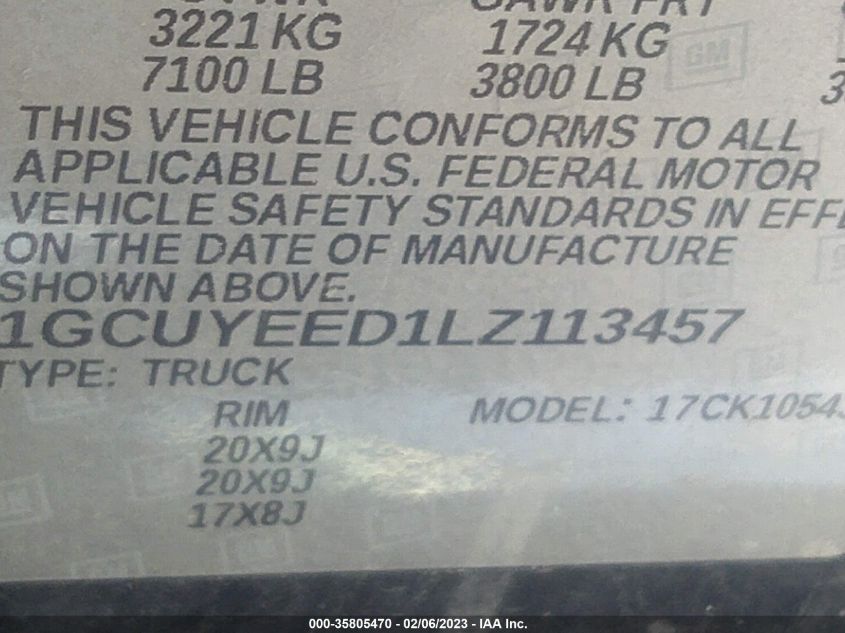 3221 KG 1724 KG GM
7100 LB 3800 LB
THIS VEHICLE CONFORMS TO ALL
APPLICABLE U.S. FEDERAL MOTOR
VEHICLE SAFETY STANDARDS IN EFFE
ON THE DATE OF MANUFACTURE
SHOWN ABOVE.
1GCUYEED1LZ113457
TYPE: TRUCK
RIM MODEL: 17CK1054
20X9J
20X9J
17X8J
000-35805470 - 02/06/2023 - IAA Inc.